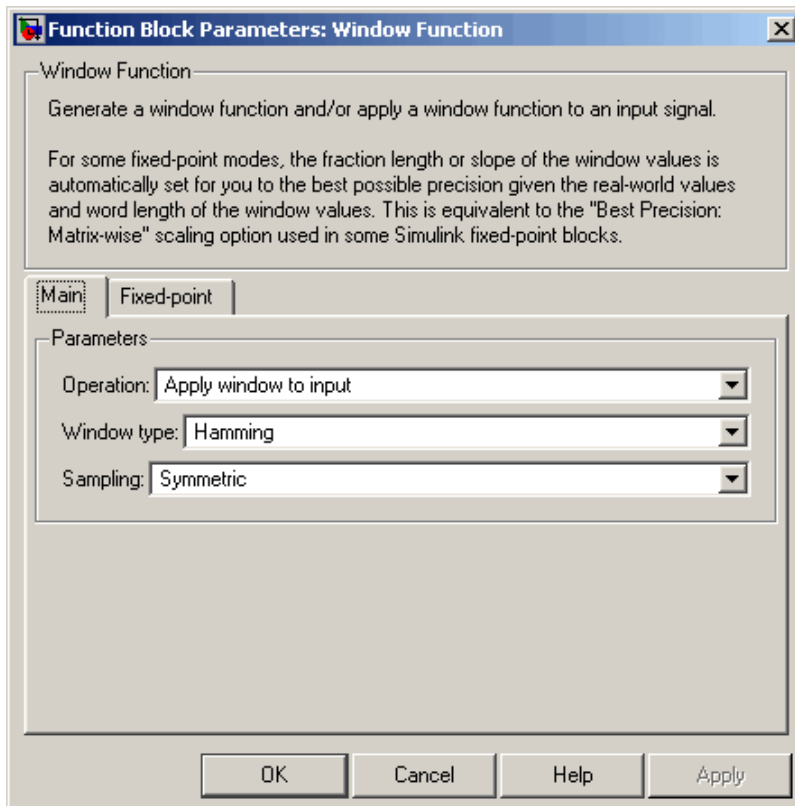 Function Block Parameters: Window Function
Window Function
Generate a window function and/or apply a window function to an input signal.
For some fixed-point modes, the fraction length or slope of the window values is
automatically set for you to the best possible precision given the real-world values
and word length of the window values. This is equivalent to the "Best Precision:
Matrix-wise" scaling option used in some Simulink fixed-point blocks.
Main Fixed-point
Parameters
Operation: Apply window to input
Window type: Hamming
Sampling: Symmetric
OK Cancel Help Apply